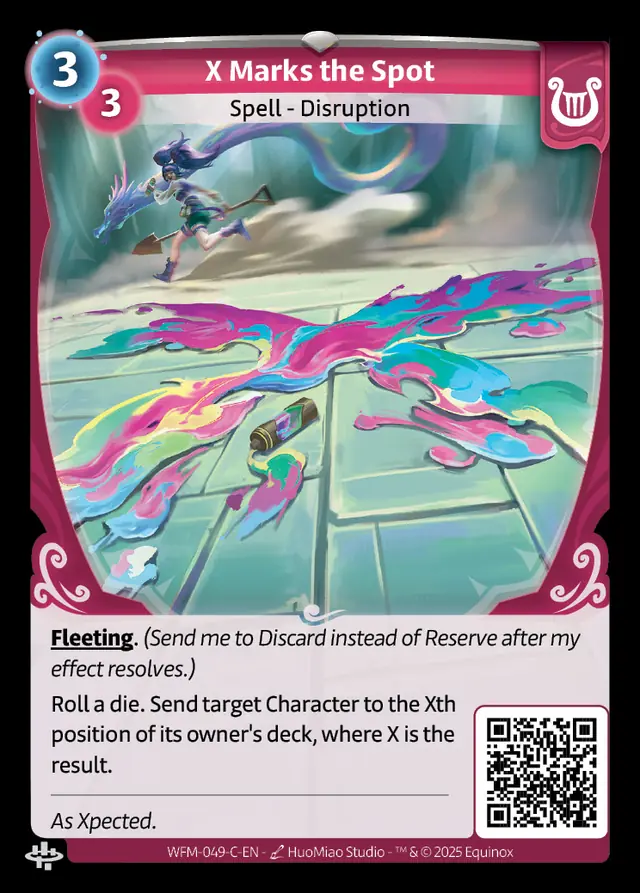 3
X Marks the Spot
3
Spell - Disruption
Fleeting. (Send me to Discard instead of Reserve after my
effect resolves.)
Roll a die. Send target Character to the Xth
position of its owner's deck, where X is the
result.
As Xpected.
WFM-049-C-EN - HuoMiao Studio - ™ & © 2025 Equinox